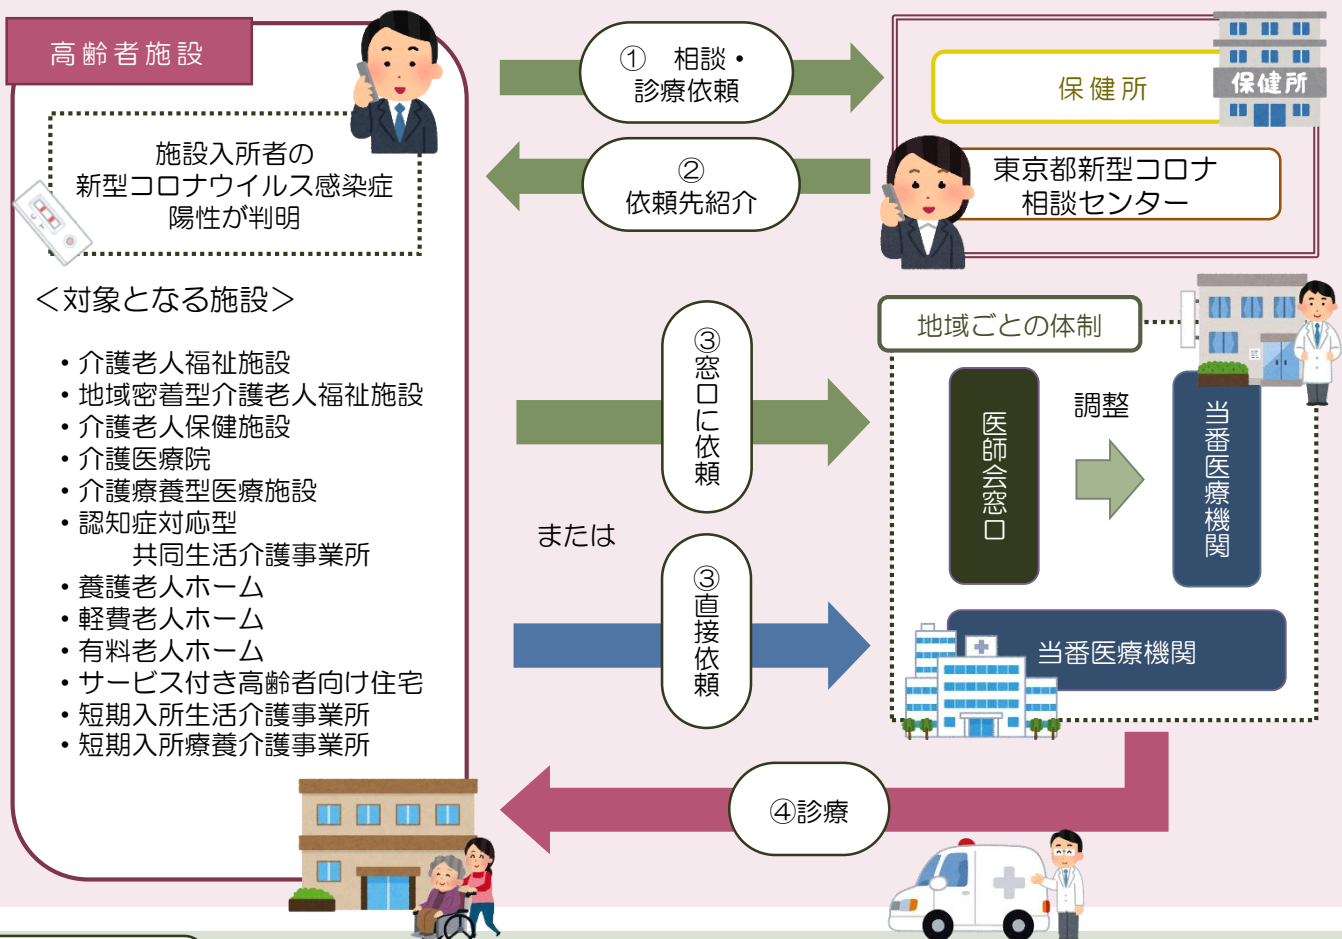 高齢者施設
施設入所者の
新型コロナウイルス感染症
陽性が判明
＜対象となる施設＞
・介護老人福祉施設
・地域密着型介護老人福祉施設
・介護老人保健施設
・介護医療院
・介護療養型医療施設
・認知症対応型
共同生活介護事業所
・養護老人ホーム
・軽費老人ホーム
・有料老人ホーム
・サービス付き高齢者向け住宅
・短期入所生活介護事業所
・短期入所療養介護事業所
①　相談・
診療依頼
②
依頼先紹介
保健所
保健所
東京都新型コロナ
相談センター
③窓口に依頼
または
③直接依頼
地域ごとの体制
医師会窓口
調整
当番医療機関
当番医療機関
④診療